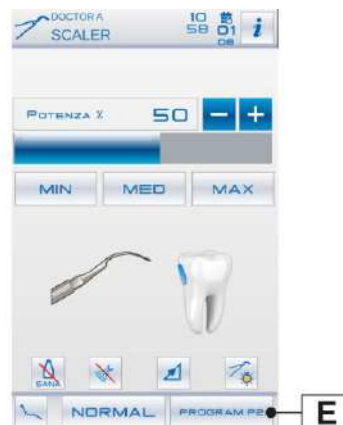 DOCTOR A
SCALER
10
58
01
08
i
POTENZA %
50
- +
MIN MED MAX
SANA
NORMAL PROGRAM P2
E